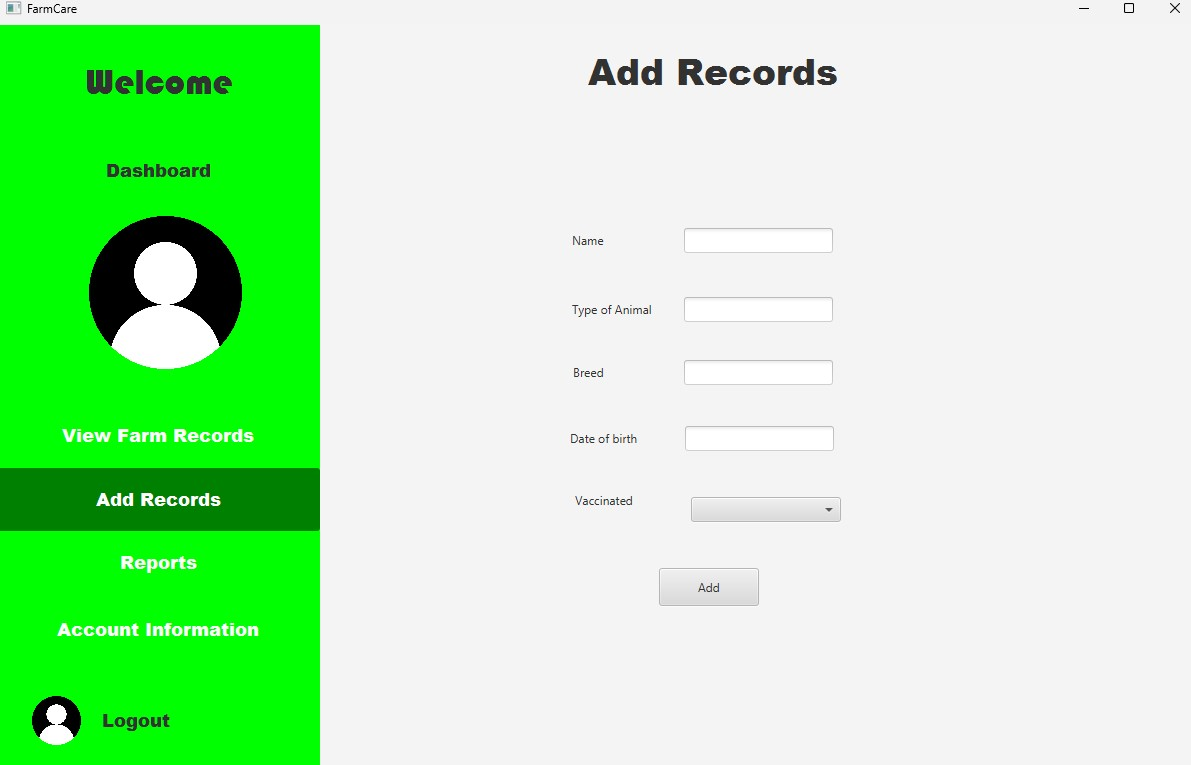 FarmCare
Welcome
Dashboard
View Farm Records
Add Records
Reports
Account Information
Logout
Add Records
Name
Type of Animal
Breed
Date of birth
Vaccinated
Add